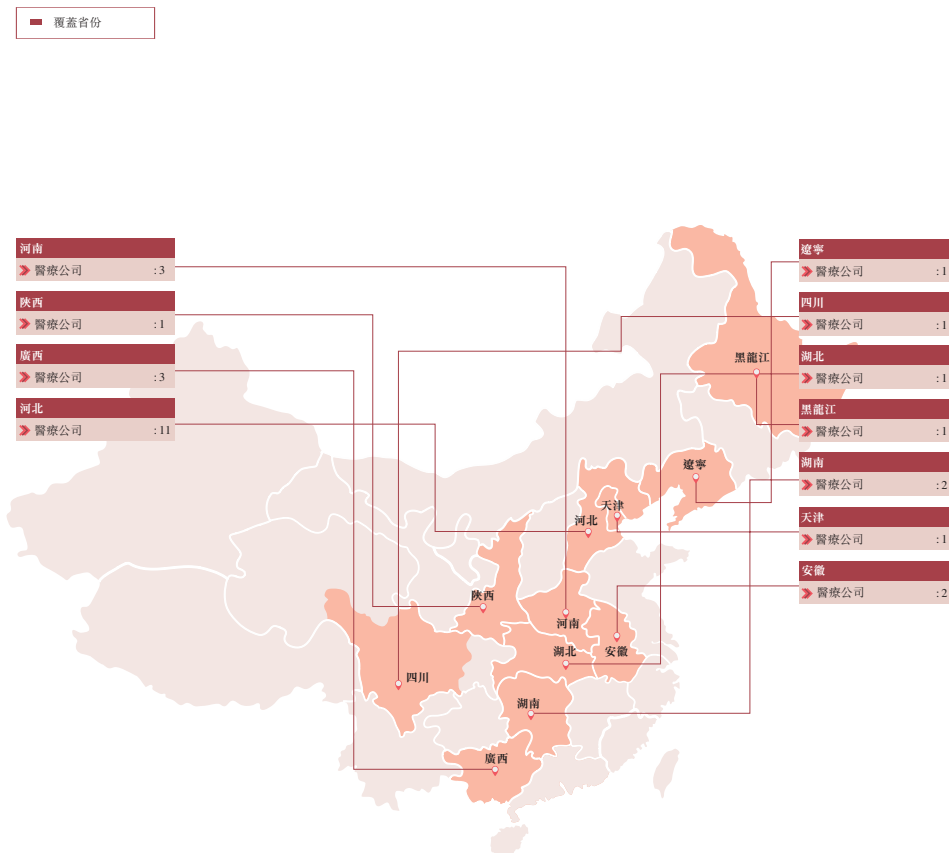 覆蓋省份
河南
醫療公司 :3
陝西
醫療公司 :1
廣西
醫療公司 :3
河北
醫療公司 :11
遼寧
醫療公司 :1
四川
醫療公司 :1
湖北
醫療公司 :1
黑龍江
醫療公司 :1
湖南
醫療公司 :2
天津
醫療公司 :1
安徽
醫療公司 :2
黑龍江
遼寧
天津
河北
陝西
河南
湖北
安徽
四川
湖南
廣西